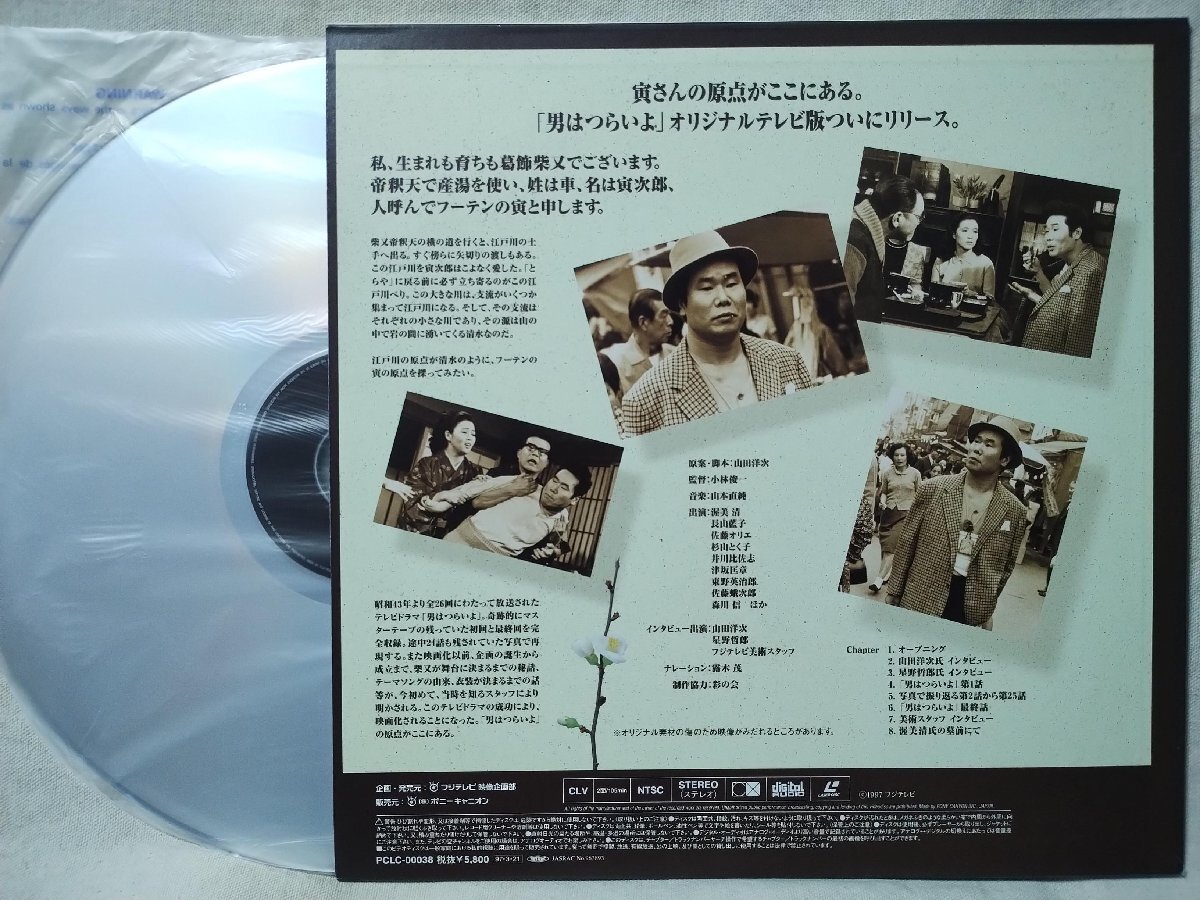 WARNING
寅さんの原点がここにある。
「男はつらいよ」オリジナルテレビ版ついにリリース。
私、生まれも育ちも葛飾柴又でございます。
帝釈天で産湯を使い、姓は車、名は寅次郎、
人呼んでフーテンの寅と申します。
柴又帝釈天の横の道を行くと、江戸川の土
手へ出る。すぐ傍らに矢切りの渡しもある。
この江戸川を寅次郎はこよなく愛した。「と
らや」に戻る前に必ず立ち寄るのがこの江
戸川べり。この大きな川は、支流がいくつか
集まって江戸川になる。そして、その支流は
それぞれの小さな川であり、その源は山の
中で岩の間に湧いてくる清水なのだ。
江戸川の原点が清水のように、フーテンの
寅の原点を探ってみたい。
原案・脚本：山田洋次
監督：小林俊一
音楽：山本直純
出演：渥美 清
長山藍子
佐藤オリエ
杉山とく子
井川比佐志
津坂匡章
東野英治郎
佐藤蛾次郎
森川 信 ほか
インタビュー出演：山田洋次
星野哲郎
フジテレビ美術スタッフ
ナレーション：露木 茂
制作協力：彩の会
昭和43年より全26回にわたって放送された
テレビドラマ「男はつらいよ」。奇跡的にマス
ターテープの残っていた初回と最終回を完
全収録。途中24話も残されていた写真で再
現する。また映画化以前、企画の誕生から
成立まで、柴又が舞台に決まるまでの秘話、
テーマソングの由来、衣装が決まるまでの話
等が、今初めて、当時を知るスタッフにより
明かされる。このテレビドラマの成功により、
映画化されることになった。「男はつらいよ」
の原点がここにある。
Chapter 1. オープニング
2. 山田洋次氏 インタビュー
3. 星野哲郎氏 インタビュー
4. 「男はつらいよ」第1話
5. 写真で振り返る第2話から第25話
6. 「男はつらいよ」最終話
7. 美術スタッフ インタビュー
8. 渥美清氏の墓前にて
※オリジナル素材の傷のため映像がみだれるところがあります。
企画・発売元： フジテレビ 映像企画部
販売元： (株) ポニーキャニオン
CLV
NTSC
STEREO
(ステレオ)
digital AUDIO
©1997 フジテレビ
PCLC-00038 税抜¥5,800 97・3・21